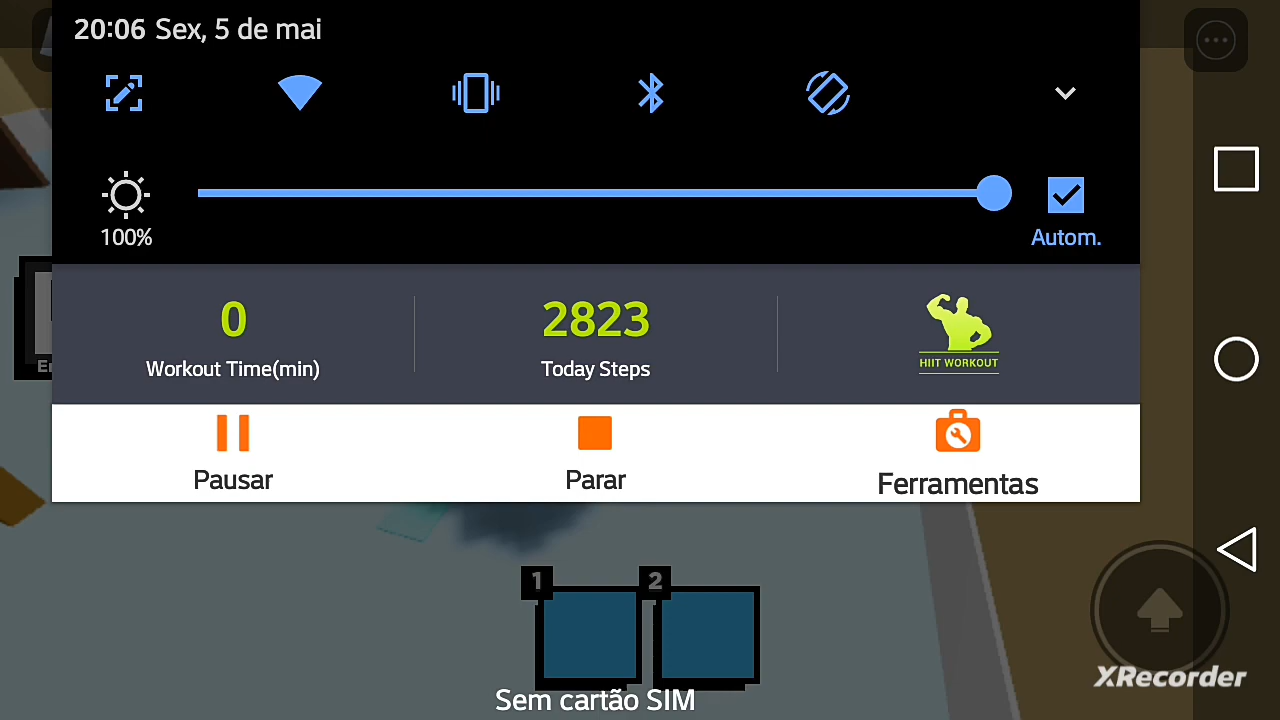 20:06 Sex, 5 de mai
100%
Autom.
0
2823
HIIT WORKOUT
Workout Time(min)
Today Steps
Pausar
Parar
Ferramentas
1
2
XRecorder
Sem cartão SIM